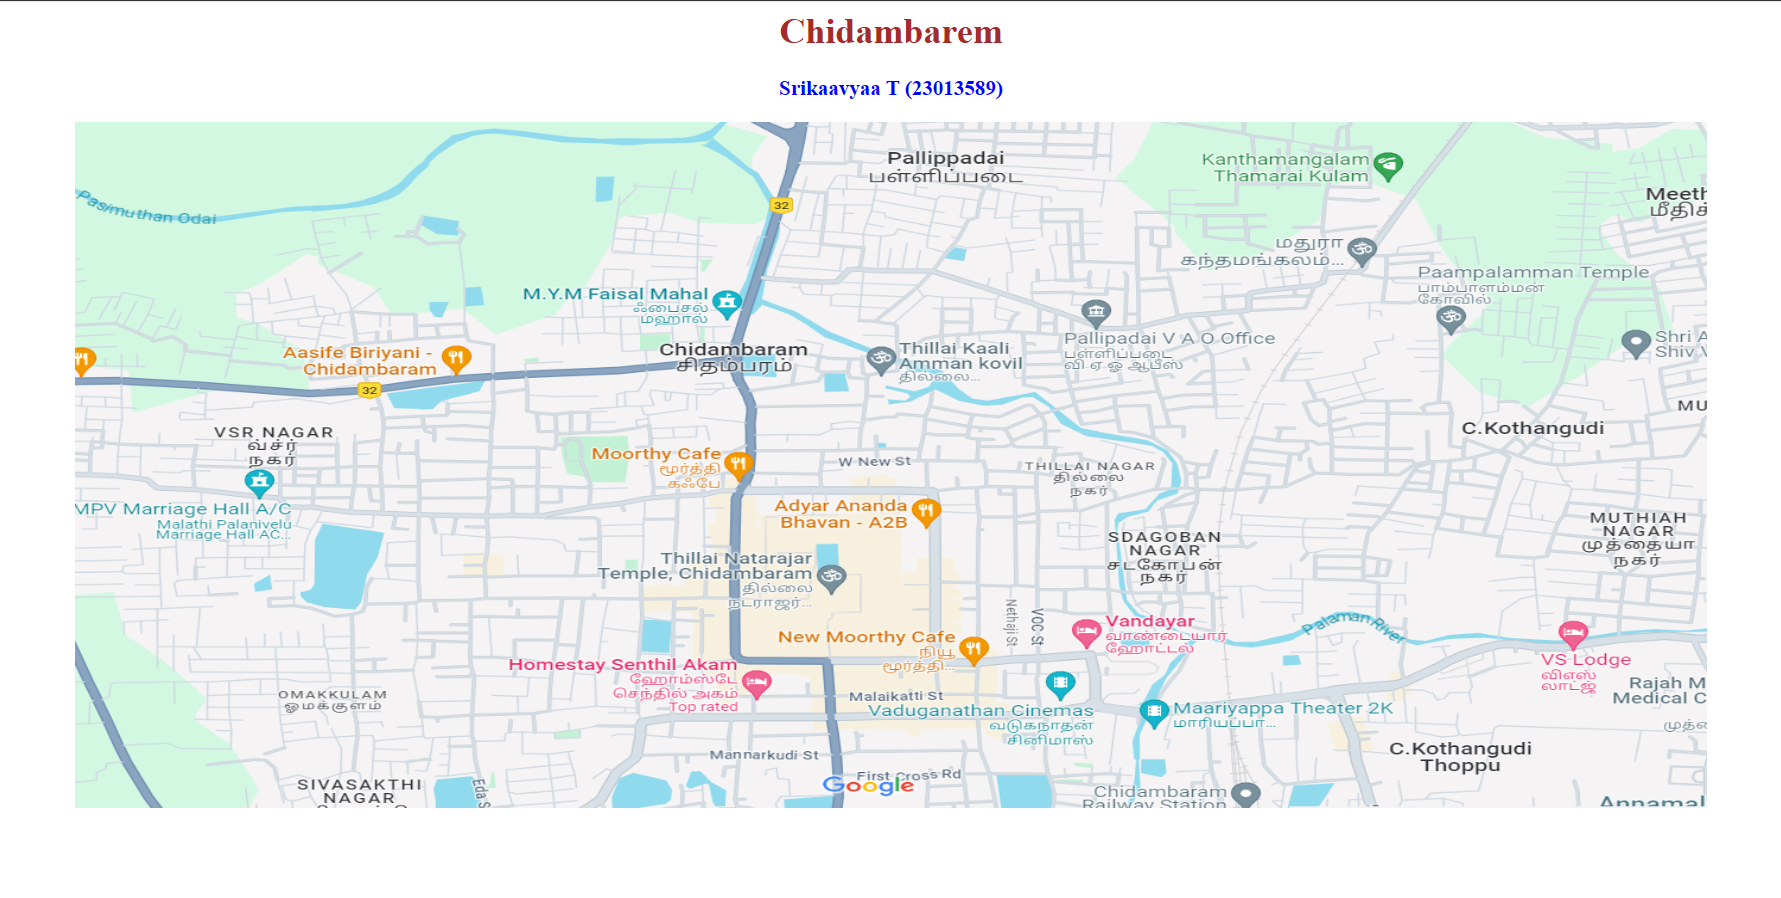 Chidambarem
Srikaavyaa T (23013589)
Pallippadai
பள்ளிப்படை
Kanthamangalam
Thamarai Kulam
Meeth
மீதிக்
Pasimuthan Odai
32
மதுரா
கந்தமங்கலம்...
Paampalamman Temple
பாம்பாளம்மன்
கோவில்
M.Y.M Faisal Mahal
ஃபைசல்
மஹால்
Pallipadai V A O Office
பள்ளிப்படை
வி ஏ ஓ ஆபீஸ்
Shri A
Shiv V
Aasife Biriyani -
Chidambaram
Chidambaram
சிதம்பரம்
Thillai Kaali
Amman kovil
தில்லை...
32
MU
C.Kothangudi
VSR NAGAR
வ்ச்ர்
நகர்
Moorthy Cafe
மூர்த்தி
கஃபே
W New St
THILLAI NAGAR
தில்லை
நகர்
MPV Marriage Hall A/C
Malathi Palanivelu
Marriage Hall AC...
Adyar Ananda
Bhavan - A2B
SDAGOBAN
NAGAR
சடகோபன்
நகர்
MUTHIAH
NAGAR
முத்தையா
நகர்
Thillai Natarajar
Temple, Chidambaram
தில்லை
நடராஜர்...
Nethaji St
VOC St
Vandayar
வாண்டையார்
ஹோட்டல்
Palaman River
New Moorthy Cafe
நியூ
மூர்த்தி...
VS Lodge
விஎஸ்
லாட்ஜ்
Homestay Senthil Akam
ஹோம்ஸ்டே
செந்தில் அகம்
Top rated
OMAKKULAM
ஓமக்குளம்
Malaikatti St
Vaduganathan Cinemas
வடுகநாதன்
சினிமாஸ்
Maariyappa Theater 2K
மாரியப்பா...
Rajah M
Medical C
முத்
Mannarkudi St
C.Kothangudi
Thoppu
First Cross Rd
Google
SIVASAKTHI
NAGAR
Eda S
Chidambaram
Railway Station
Annamal